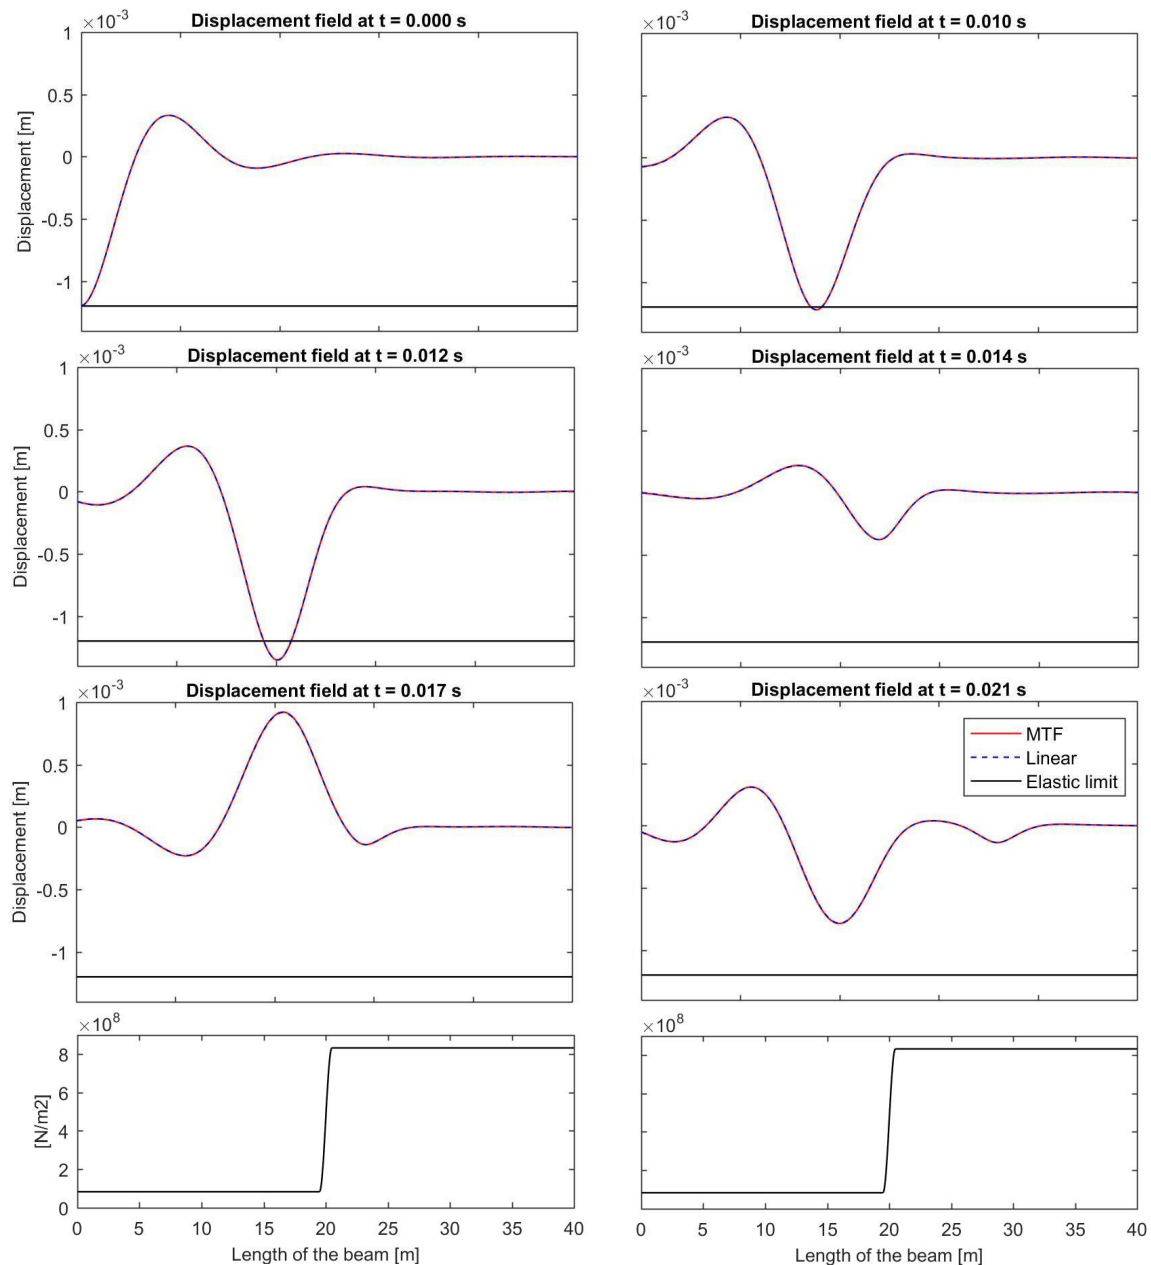 Displacement field at t = 0.000 s
×10-3
1
0.5
0
-0.5
-1
Displacement [m]
Displacement field at t = 0.010 s
×10-3
Displacement field at t = 0.012 s
×10-3
1
0.5
0
-0.5
-1
Displacement [m]
Displacement field at t = 0.014 s
×10-3
Displacement field at t = 0.017 s
×10-3
1
0.5
0
-0.5
-1
Displacement [m]
Displacement field at t = 0.021 s
×10-3
MTF
Linear
Elastic limit
×108
8
6
4
2
0
[N/m2]
0 5 10 15 20 25 30 35 40
Length of the beam [m]
×108
0 5 10 15 20 25 30 35 40
Length of the beam [m]